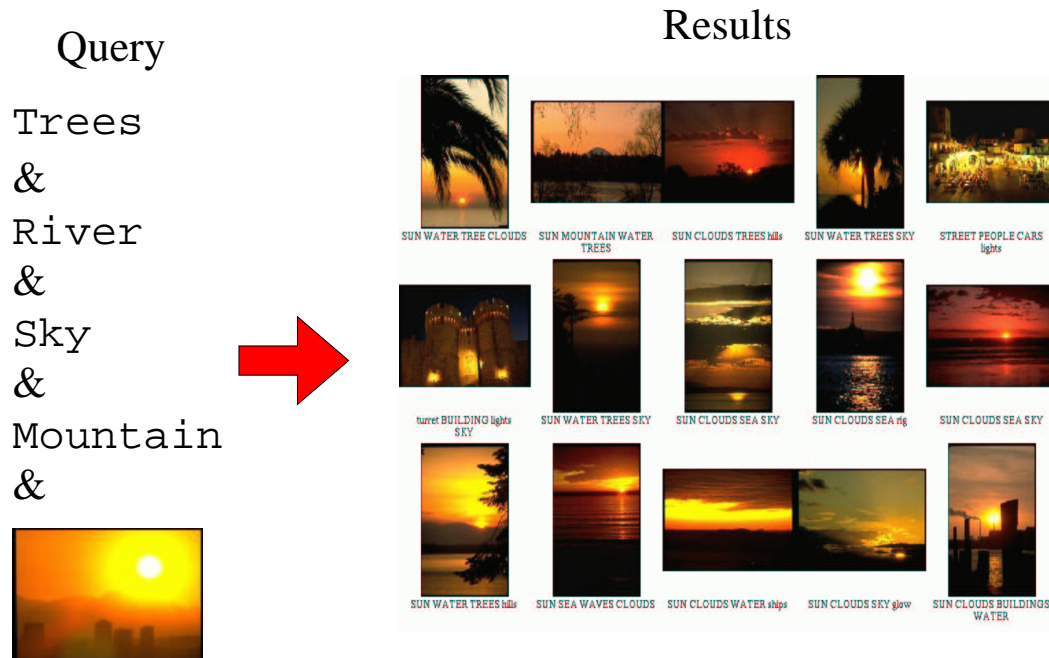 Query
Results
Trees
&
River
&
Sky
&
Mountain
&
SUN WATER TREE CLOUDS
SUN MOUNTAIN WATER
TREES
SUN CLOUDS TREES hills
SUN WATER TREES SKY
STREET PEOPLE CARS
lights
turret BUILDING lights
SKY
SUN WATER TREES SKY
SUN CLOUDS SEA SKY
SUN CLOUDS SEA rig
SUN CLOUDS SEA SKY
SUN WATER TREES hills
SUN SEA WAVES CLOUDS
SUN CLOUDS WATER ships
SUN CLOUDS SKY glow
SUN CLOUDS BUILDINGS
WATER